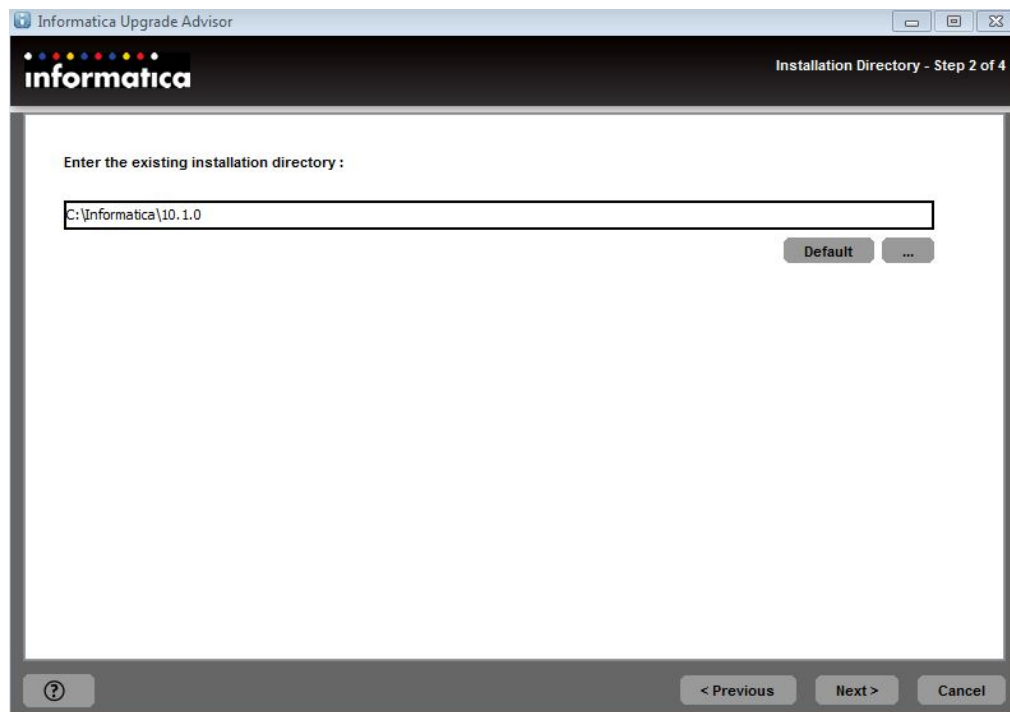 Informatica Upgrade Advisor
informatica
Installation Directory - Step 2 of 4
Enter the existing installation directory :
C:\Informatica\10.1.0
Default
...
?
< Previous
Next >
Cancel